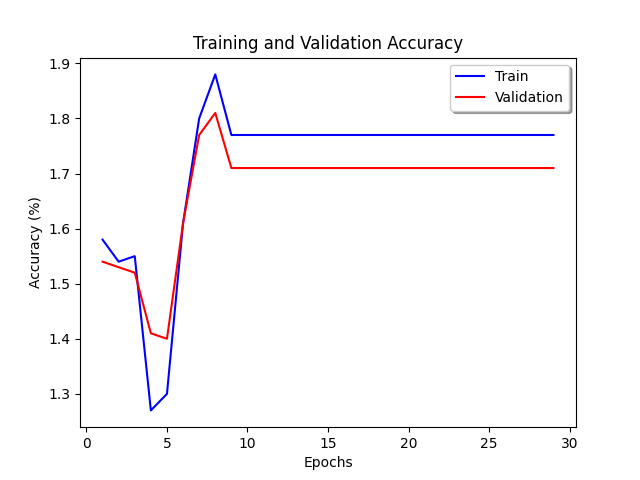 Training and Validation Accuracy
Train
Validation
Accuracy (%)
1.9
1.8
1.7
1.6
1.5
1.4
1.3
0 5 10 15 20 25 30
Epochs